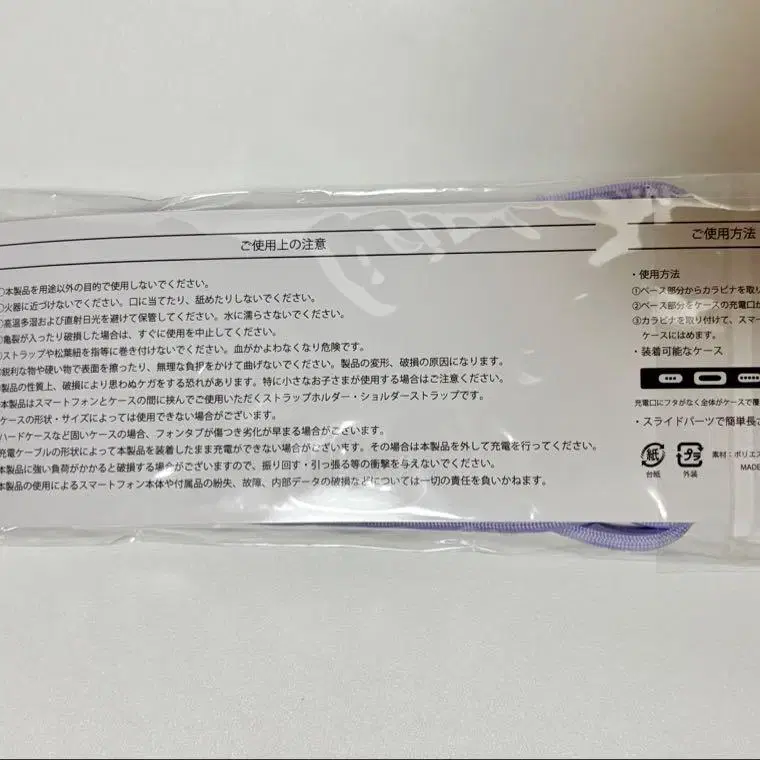 ご使用上の注意
○本製品を用途以外の目的で使用しないでください。
○火器に近づけないでください。口に当てたり、舐めたりしないでください。
○高温多湿および直射日光を避けて保管してください。水に濡らさないでください。
亀裂が入ったり破損した場合は、すぐに使用を中止してください。
○ストラップや松葉紐を指等に巻き付けないでください。血がかよわなくなり危険です。
鋭利な物や硬い物で表面を擦ったり、無理な負担をかけて曲げないでください。製品の変形、破損の原因になります。
製品の性質上、破損により思わぬケガをする恐れがあります。特に小さなお子さまが使用する場合はご注意ください。
本製品はスマートフォンとケースの間に挟んでご使用いただくストラップホルダー・ショルダーストラップです。
ケースの形状・サイズによっては使用できない場合がございます。
ハードケースなど固いケースの場合、フォンタブが傷つき劣化が早まる場合がございます。
充電ケーブルの形状によって本製品を装着したまま充電ができない場合がございます。その場合は本製品を外して充電を行ってください。
本製品に強い負荷がかかると破損する場合がございますので、振り回す・引っ張る等の衝撃を与えないでください。
本製品の使用によるスマートフォン本体や付属品の紛失、故障、内部データの破損などについては一切の責任を負いかねます。
ご使用方法
・使用方法
①ベース部分からカラビナを取り
②ベース部分をケースの充電口か
③カラビナを取り付けて、スマー
ケースにはめます。
・装着可能なケース
充電口にフタがなく全体がケースで覆
・スライドパーツで簡単長さ
紙
台紙
プラ
外装
素材：ポリエス
MADE